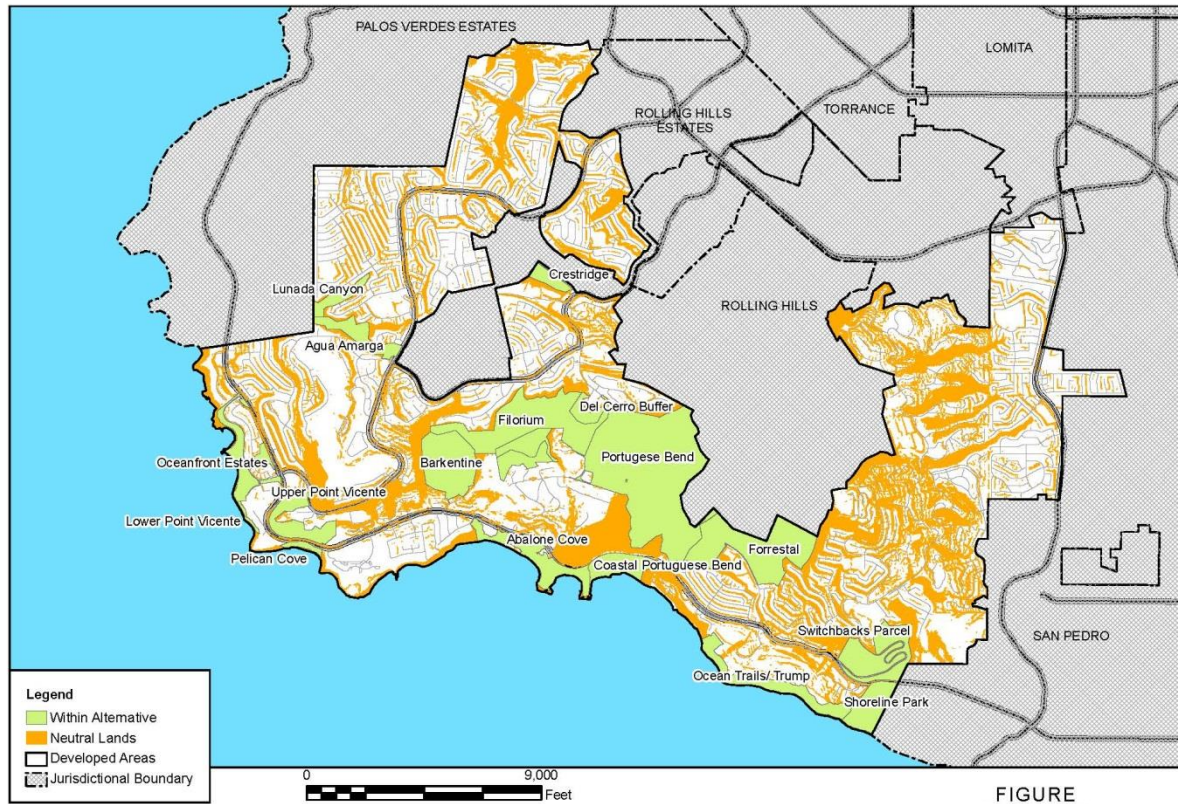 PALOS VERDES ESTATES
LOMITA
TORRANCE
ROLLING HILLS
ESTATES
Crestridge
Lunada Canyon
ROLLING HILLS
Agua Amarga
Del Cerro Buffer
Filorium
Portugese Bend
Barkentine
Oceanfront Estates
Upper Point Vicente
Lower Point Vicente
Abalone Cove
Forrestal
Pelican Cove
Coastal Portuguese Bend
Switchbacks Parcel
SAN PEDRO
Ocean Trails/ Trump
Shoreline Park
Legend
Within Alternative
Neutral Lands
Developed Areas
Jurisdictional Boundary
0 9,000
Feet
FIGURE